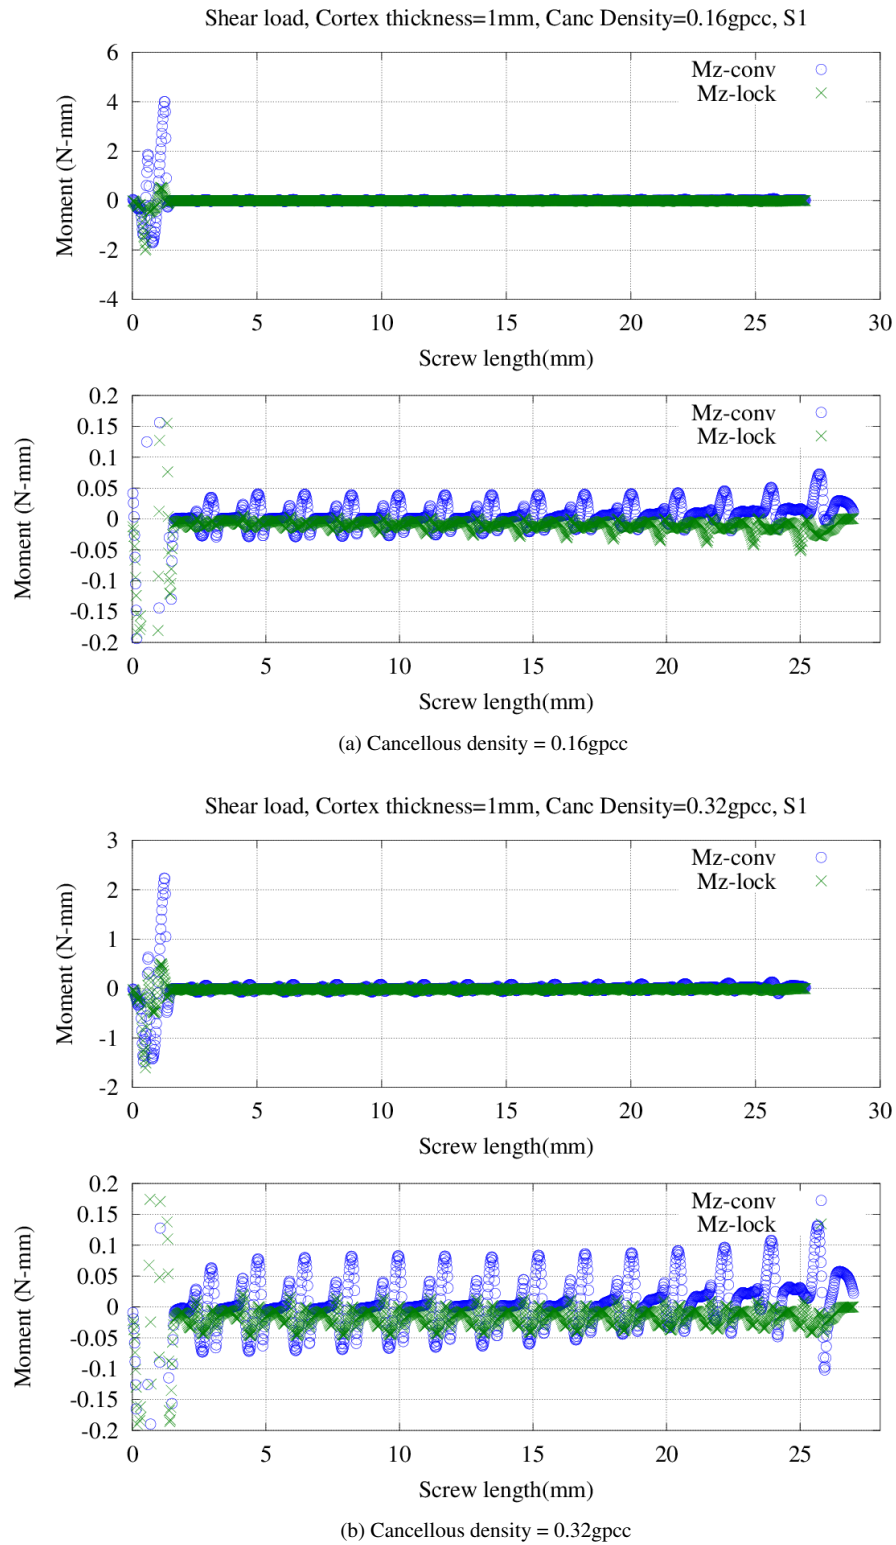 Shear load, Cortex thickness=1mm, Canc Density=0.16gpcc, S1
Mz-conv
Mz-lock
Moment (N-mm)
6
4
2
0
-2
-4
0 5 10 15 20 25 30
Screw length(mm)
Mz-conv
Mz-lock
Moment (N-mm)
0.2
0.15
0.1
0.05
0
-0.05
-0.1
-0.15
-0.2
0 5 10 15 20 25
Screw length(mm)
(a) Cancellous density = 0.16gpcc
Shear load, Cortex thickness=1mm, Canc Density=0.32gpcc, S1
Mz-conv
Mz-lock
Moment (N-mm)
3
2
1
0
-1
-2
0 5 10 15 20 25 30
Screw length(mm)
Mz-conv
Mz-lock
Moment (N-mm)
0.2
0.15
0.1
0.05
0
-0.05
-0.1
-0.15
-0.2
0 5 10 15 20 25
Screw length(mm)
(b) Cancellous density = 0.32gpcc